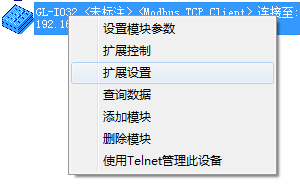 GL-IO32 <未标注> <Modbus TCP Client> 连接至:
192.16
设置模块参数
扩展控制
扩展设置
查询数据
添加模块
删除模块
使用Telnet管理此设备